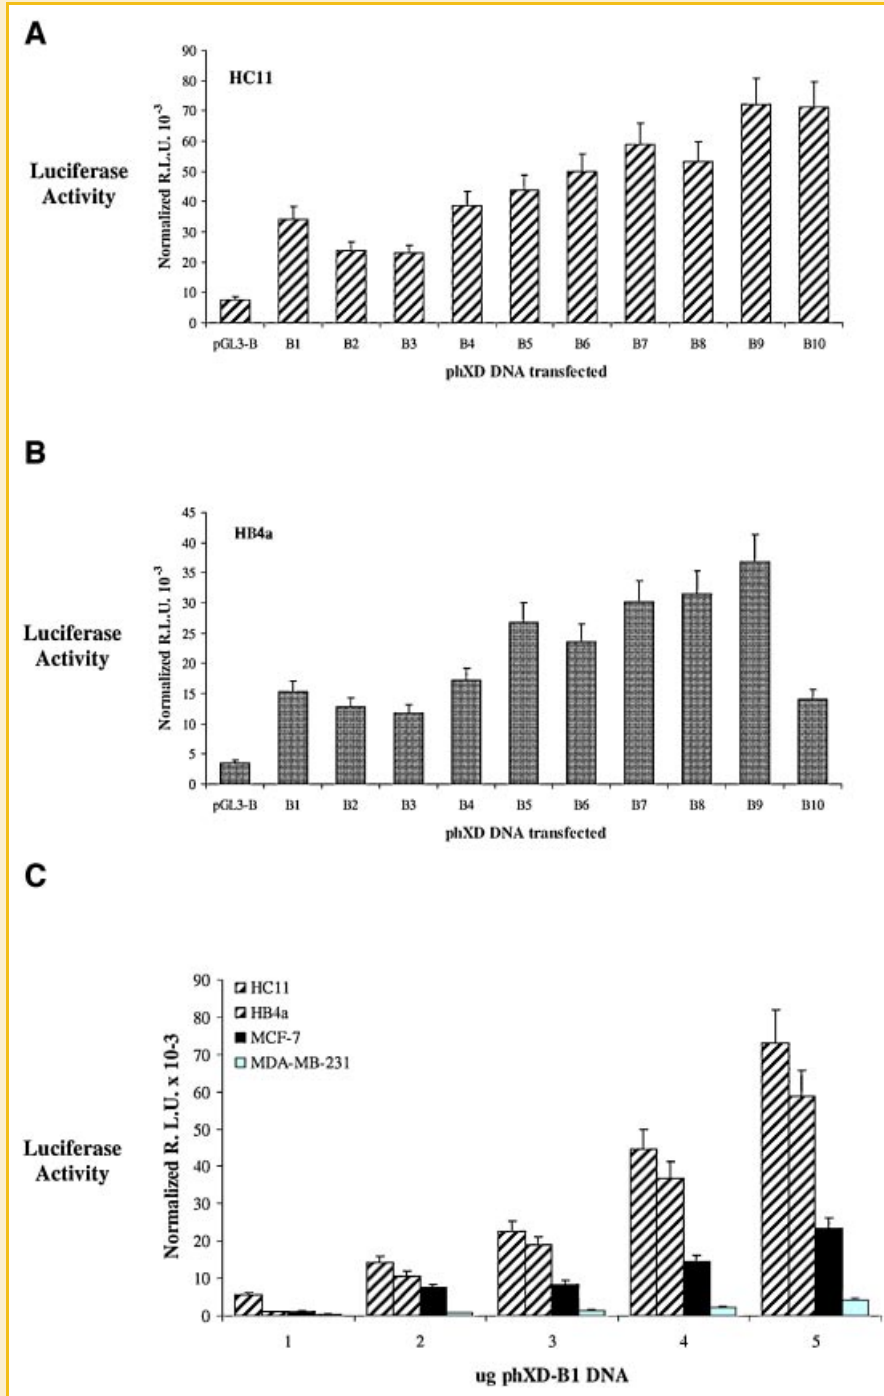 A
HC11
Luciferase
Activity
Normalized R.L.U. 10-3
90
80
70
60
50
40
30
20
10
0
pGL3-B B1 B2 B3 B4 B5 B6 B7 B8 B9 B10
phXD DNA transfected
B
HB4a
Luciferase
Activity
Normalized R.L.U. 10-3
45
40
35
30
25
20
15
10
5
0
pGL3-B B1 B2 B3 B4 B5 B6 B7 B8 B9 B10
phXD DNA transfected
C
Luciferase
Activity
Normalized R. L.U. x 10-3
90
80
70
60
50
40
30
20
10
0
HC11
HB4a
MCF-7
MDA-MB-231
1 2 3 4 5
ug phXD-B1 DNA